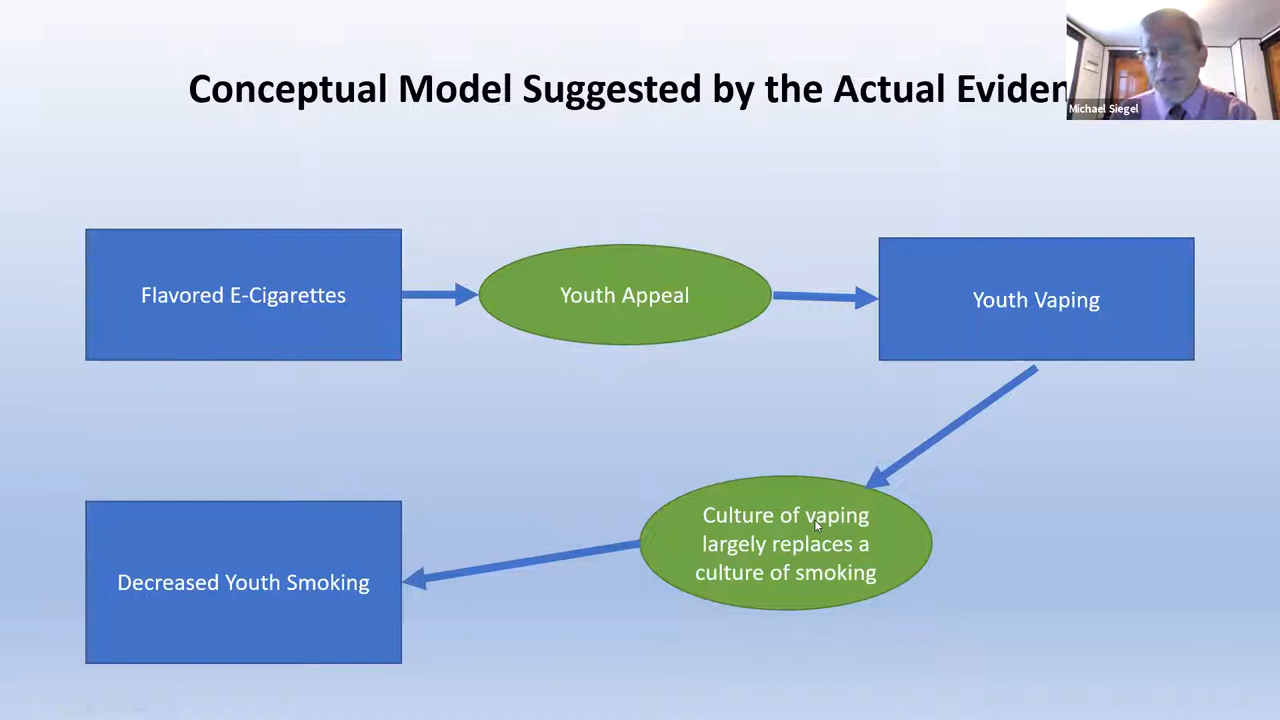 Conceptual Model Suggested by the Actual
Michael Siegel
Flavored E-Cigarettes
Youth Appeal
Youth Vaping
Culture of vaping
largely replaces a
culture of smoking
Decreased Youth Smoking